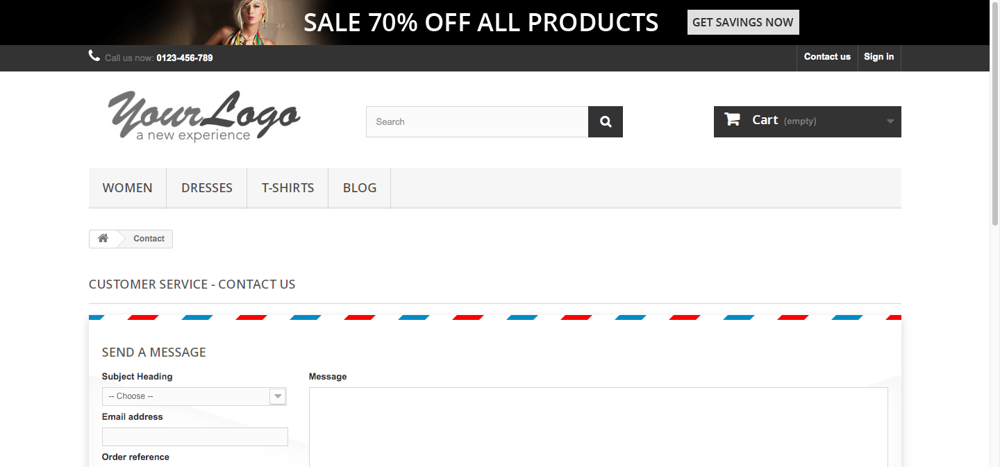 SALE 70% OFF ALL PRODUCTS GET SAVINGS NOW
Call us now: 0123-456-789 Contact us Sign in
YourLogo
a new experience
Search
Cart (empty)
WOMEN DRESSES T-SHIRTS BLOG
Contact
CUSTOMER SERVICE - CONTACT US
SEND A MESSAGE
Subject Heading
-- Choose --
Email address
Order reference
Message